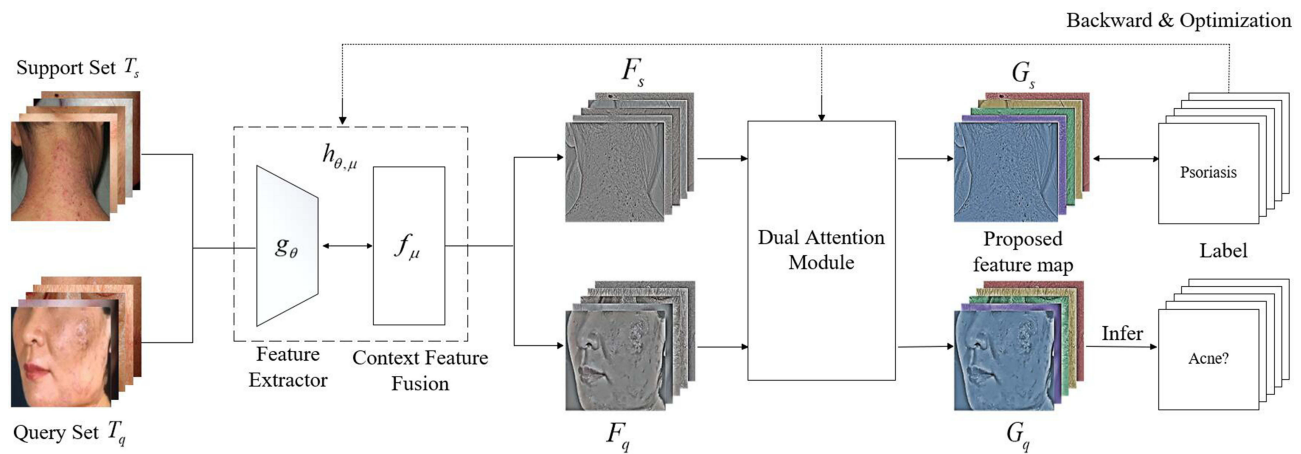 Backward & Optimization
Support Set T_s
F_s
G_s
h_{θ,μ}
Psoriasis
g_θ
f_μ
Dual Attention
Module
Proposed
feature map
Label
Infer
Acne?
Feature
Extractor
Context Feature
Fusion
Query Set T_q
F_q
G_q